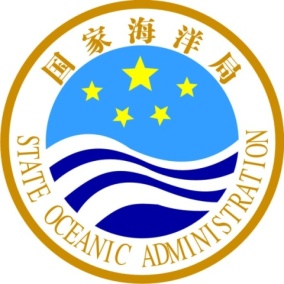 国家海洋局
STATE OCEANIC ADMINISTRATION